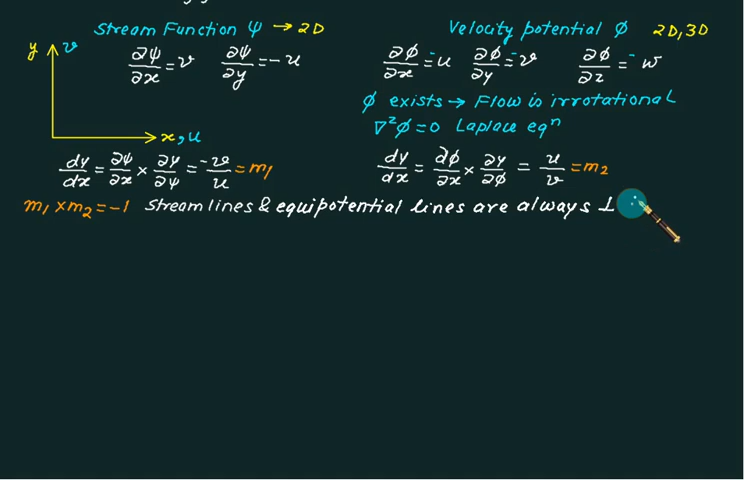 Stream Function ψ → 2D
∂ψ/∂x = v ∂ψ/∂y = -u
y v
x, u
dy/dx = ∂ψ/∂x × ∂y/∂ψ = -v/u = m₁
Velocity potential ϕ 2D, 3D
∂ϕ/∂x = -u ∂ϕ/∂y = -v ∂ϕ/∂z = -w
ϕ exists → Flow is irrotational
∇²ϕ = 0 Laplace eqⁿ
dy/dx = ∂ϕ/∂x × ∂y/∂ϕ = u/v = m₂
m₁ × m₂ = -1 Streamlines & equipotential lines are always ⊥